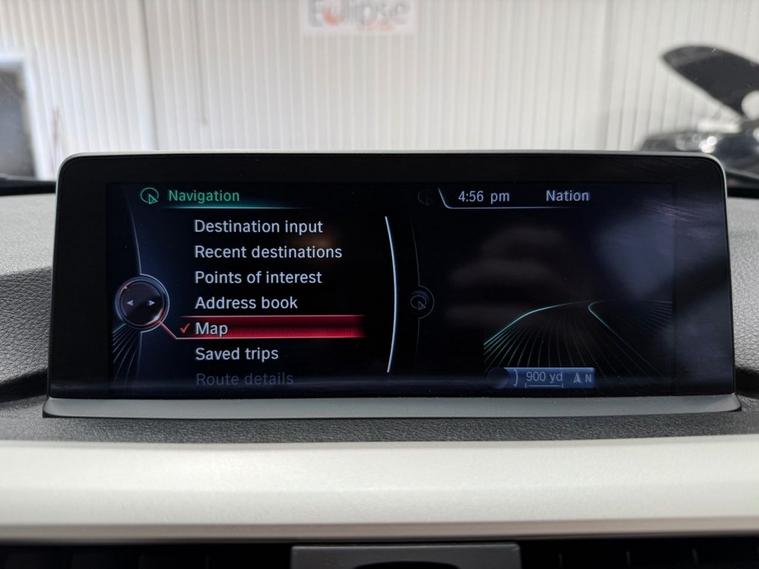 Eclipse
Navigation
4:56 pm
Nation
Destination input
Recent destinations
Points of interest
Address book
Map
Saved trips
Route details
900 yd
N